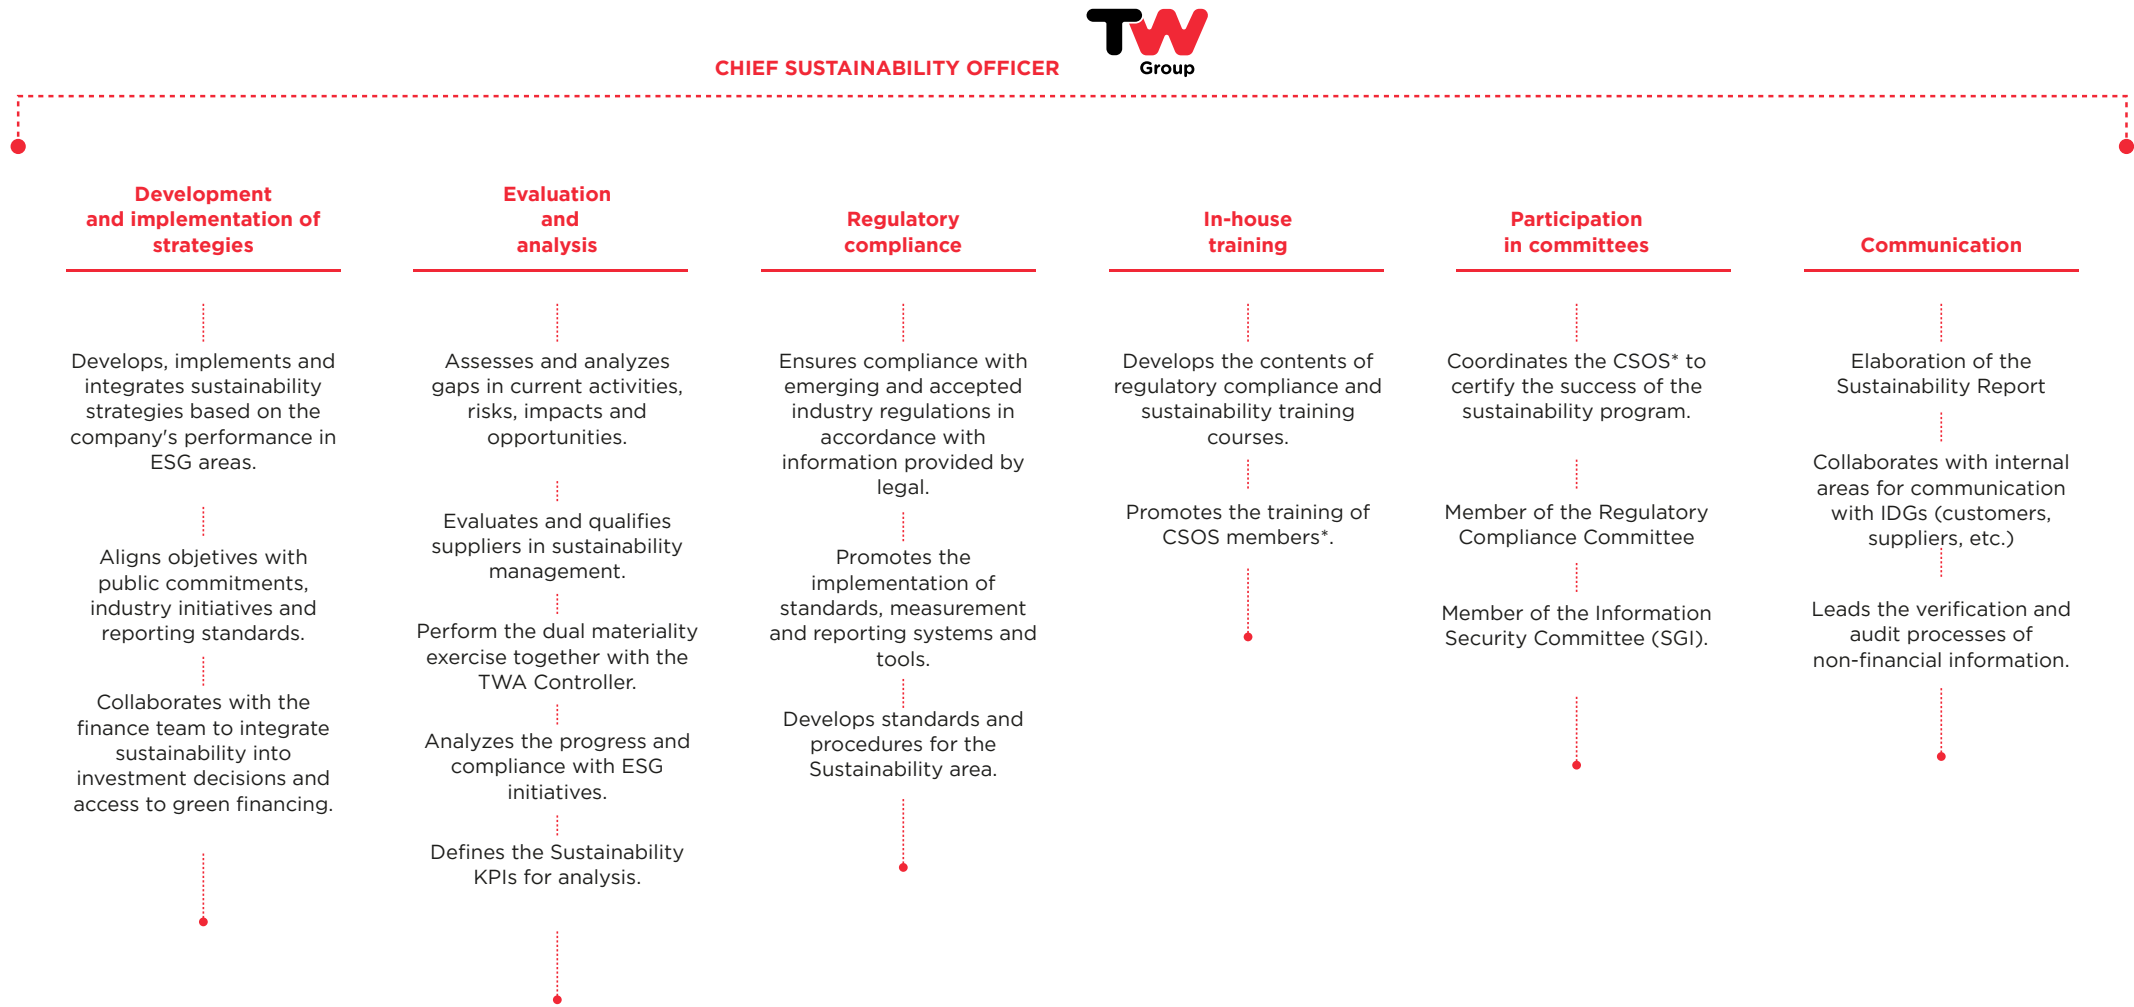 TW
Group
CHIEF SUSTAINABILITY OFFICER
Development
and implementation of
strategies
Develops, implements and
integrates sustainability
strategies based on the
company's performance in
ESG areas.
Aligns objetives with
public commitments,
industry initiatives and
reporting standards.
Collaborates with the
finance team to integrate
sustainability into
investment decisions and
access to green financing.
Evaluation
and
analysis
Assesses and analyzes
gaps in current activities,
risks, impacts and
opportunities.
Evaluates and qualifies
suppliers in sustainability
management.
Perform the dual materiality
exercise together with the
TWA Controller.
Analyzes the progress and
compliance with ESG
initiatives.
Defines the Sustainability
KPIs for analysis.
Regulatory
compliance
Ensures compliance with
emerging and accepted
industry regulations in
accordance with
information provided by
legal.
Promotes the
implementation of
standards, measurement
and reporting systems and
tools.
Develops standards and
procedures for the
Sustainability area.
In-house
training
Develops the contents of
regulatory compliance and
sustainability training
courses.
Promotes the training of
CSOS members*.
Participation
in committees
Coordinates the CSOS* to
certify the success of the
sustainability program.
Member of the Regulatory
Compliance Committee
Member of the Information
Security Committee (SGI).
Communication
Elaboration of the
Sustainability Report
Collaborates with internal
areas for communication
with IDGs (customers,
suppliers, etc.)
Leads the verification and
audit processes of
non-financial information.